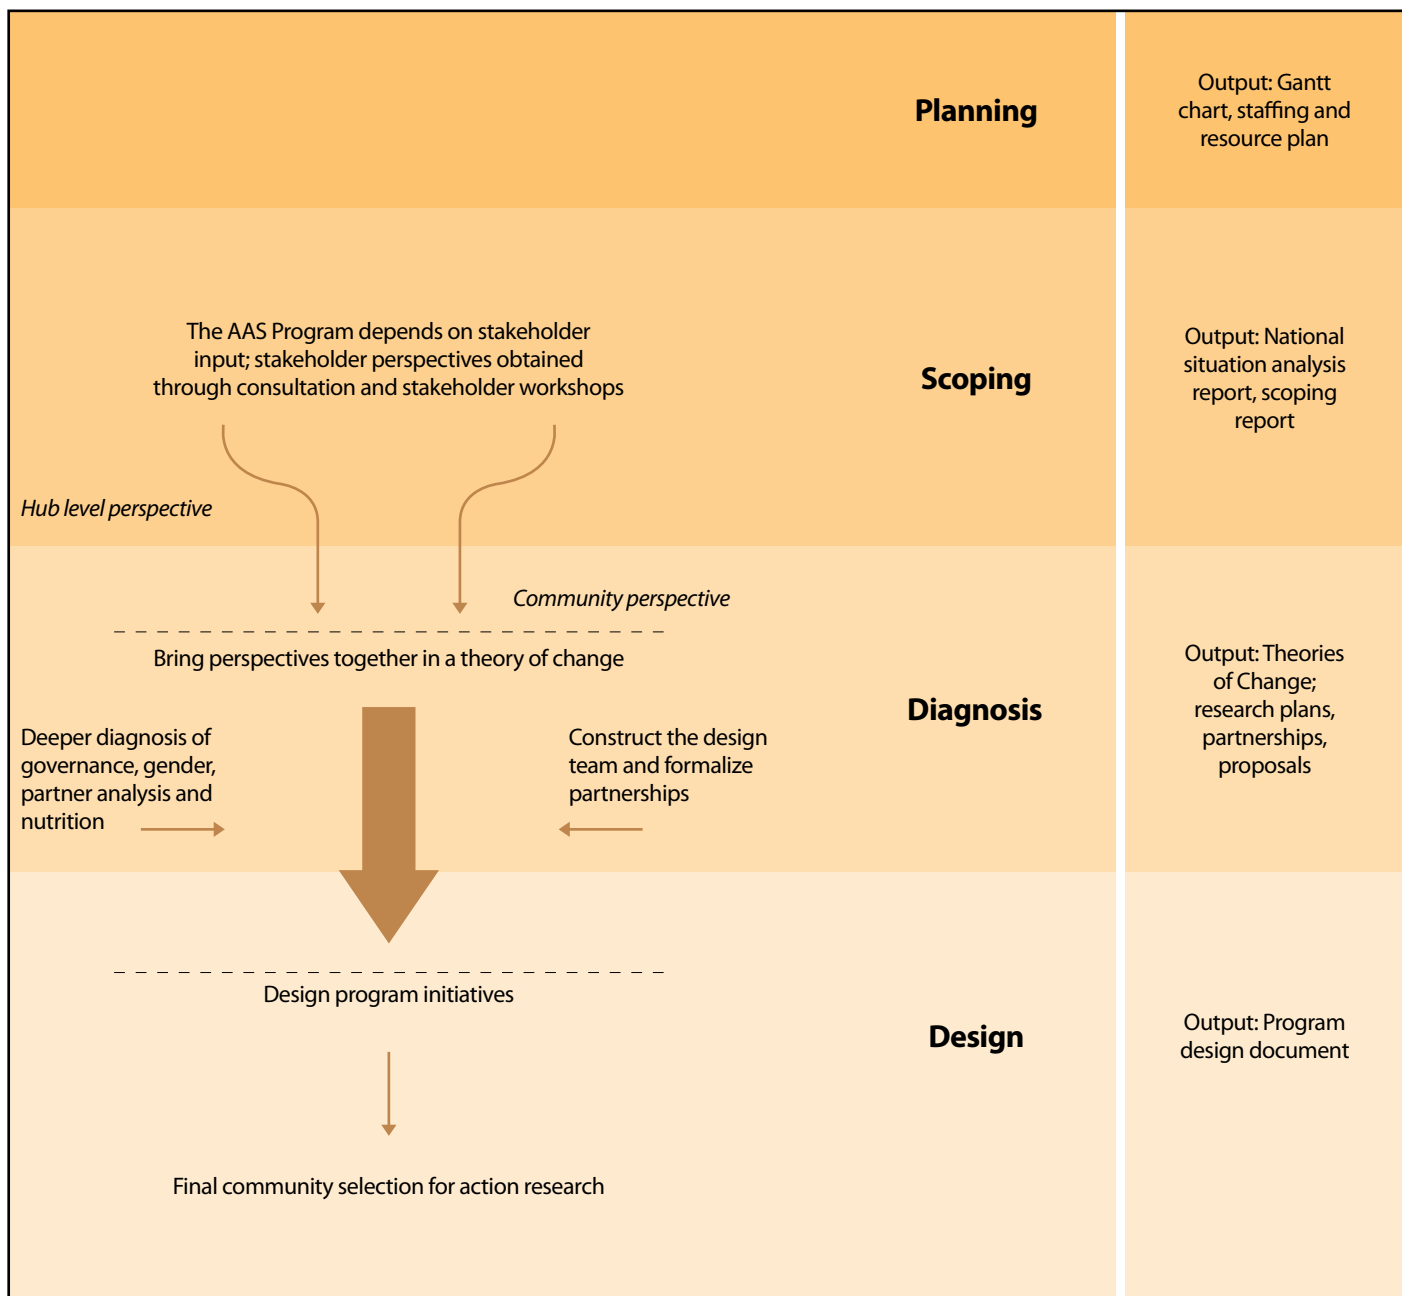 Planning
Output: Gantt
chart, staffing and
resource plan
The AAS Program depends on stakeholder
input; stakeholder perspectives obtained
through consultation and stakeholder workshops
Scoping
Output: National
situation analysis
report, scoping
report
Hub level perspective
Community perspective
Bring perspectives together in a theory of change
Deeper diagnosis of
governance, gender,
partner analysis and
nutrition
Construct the design
team and formalize
partnerships
Diagnosis
Output: Theories
of Change;
research plans,
partnerships,
proposals
Design program initiatives
Final community selection for action research
Design
Output: Program
design document